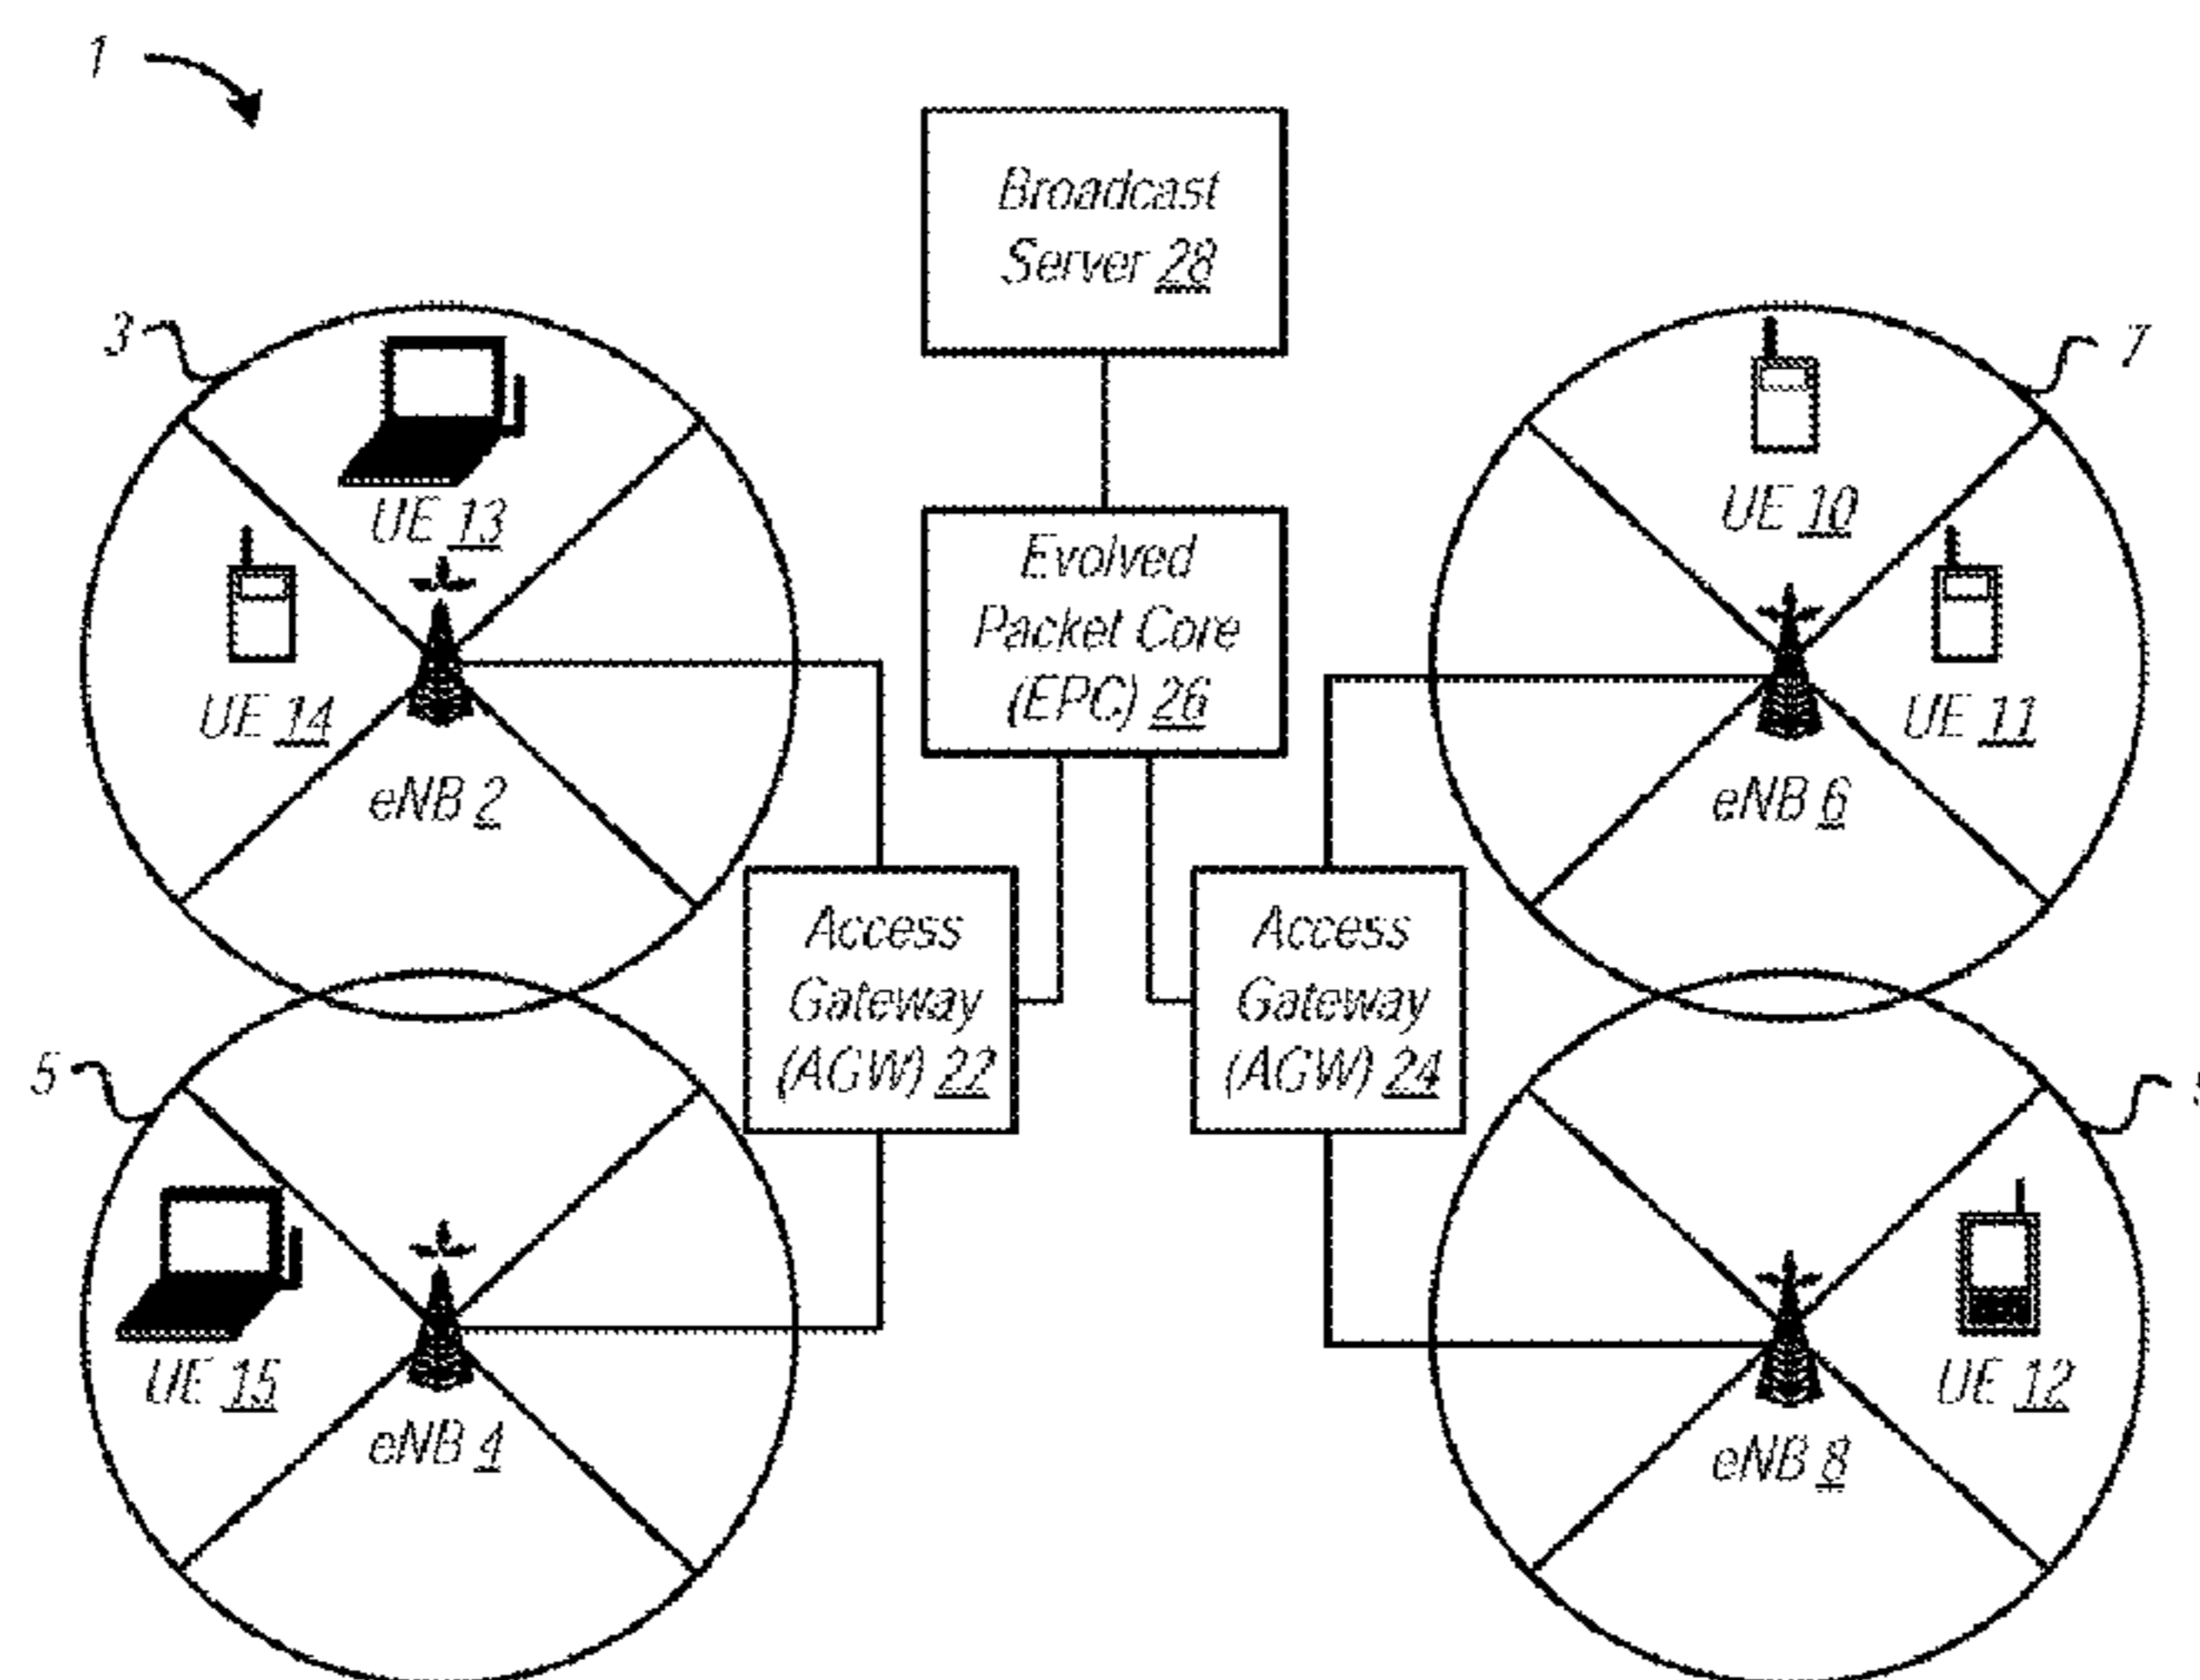 1
Broadcast
Server 28
3
7
UE 13
UE 10
Evolved
Packet Core
(EPC) 26
UE 14
UE 11
eNB 2
eNB 6
Access
Gateway
(AGW) 22
Access
Gateway
(AGW) 24
5
UE 15
UE 12
eNB 4
eNB 8